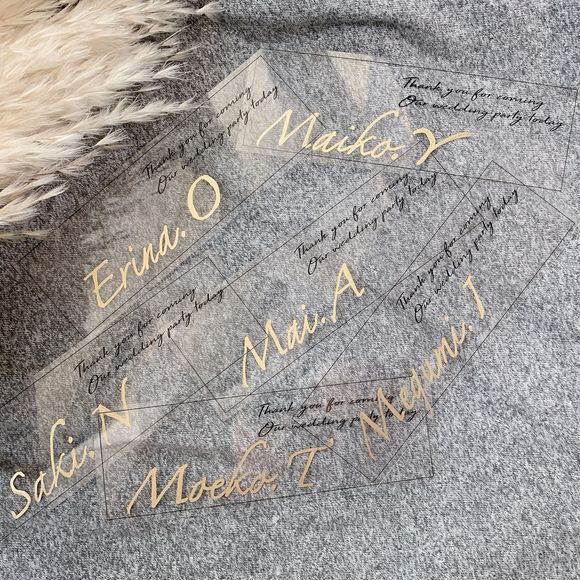 Thank you for coming
Our wedding party today
Maiko. Y
Thank you for coming
Our wedding party today
Erina. O
Thank you for coming
Our wedding party today
Mai. A
Thank you for coming
Our wedding party today
Megumi. I
Thank you for coming
Our wedding party today
Saki. N
Thank you for coming
Our wedding party today
Moeko. T